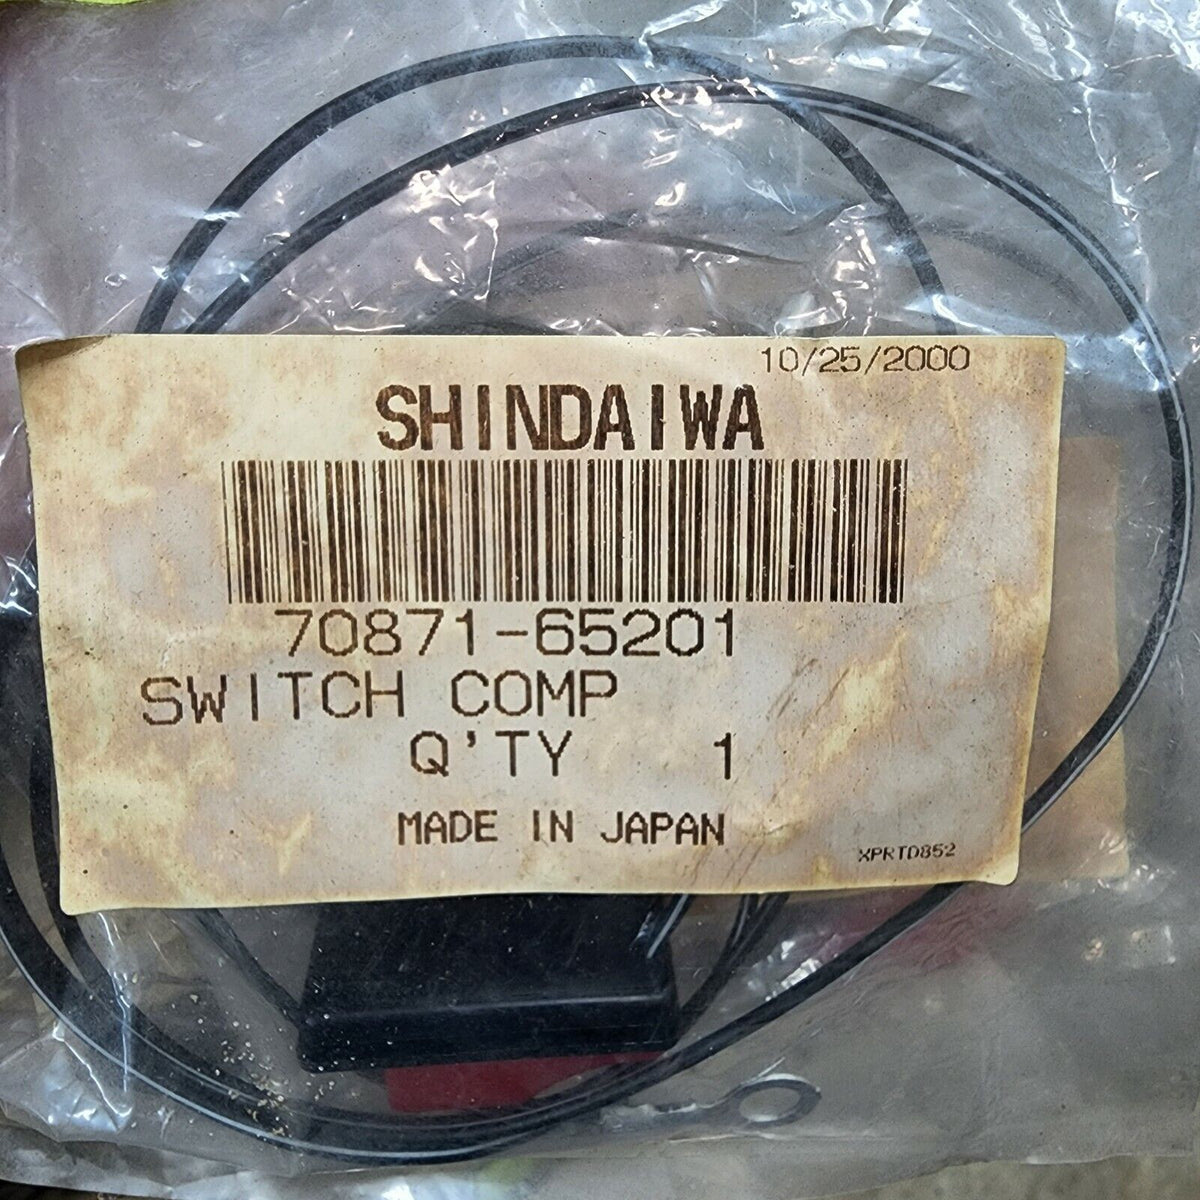 10/25/2000
SHINDAIWA
70871-65201
SWITCH COMP
Q'TY 1
MADE IN JAPAN
XPRTD852